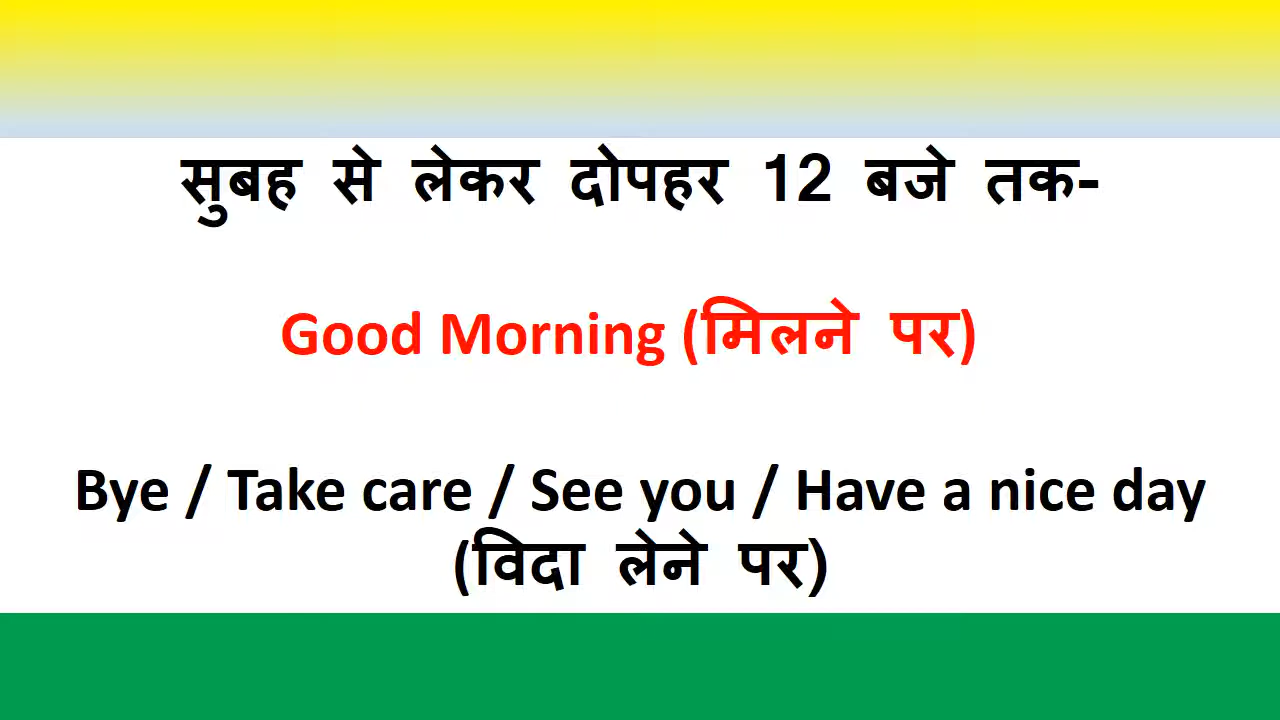 सुबह से लेकर दोपहर 12 बजे तक-
Good Morning (मिलने पर)
Bye / Take care / See you / Have a nice day
(विदा लेने पर)